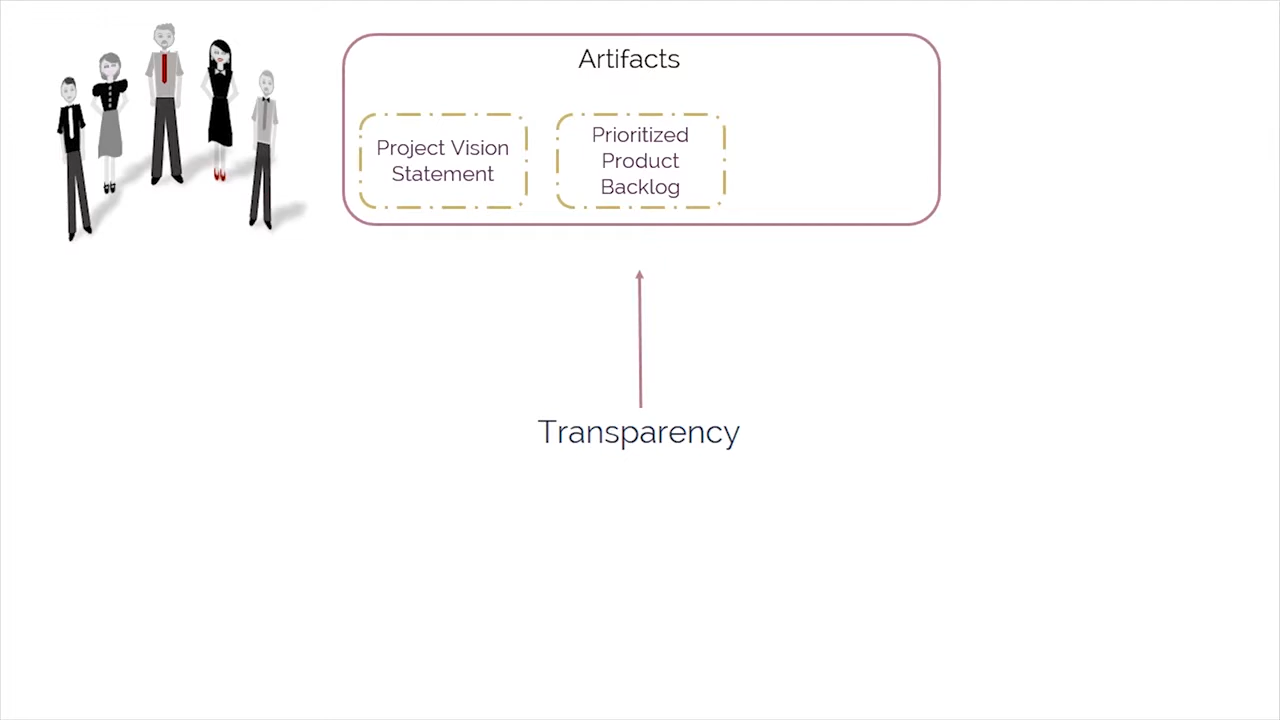 Artifacts
Project Vision
Statement
Prioritized
Product
Backlog
Transparency